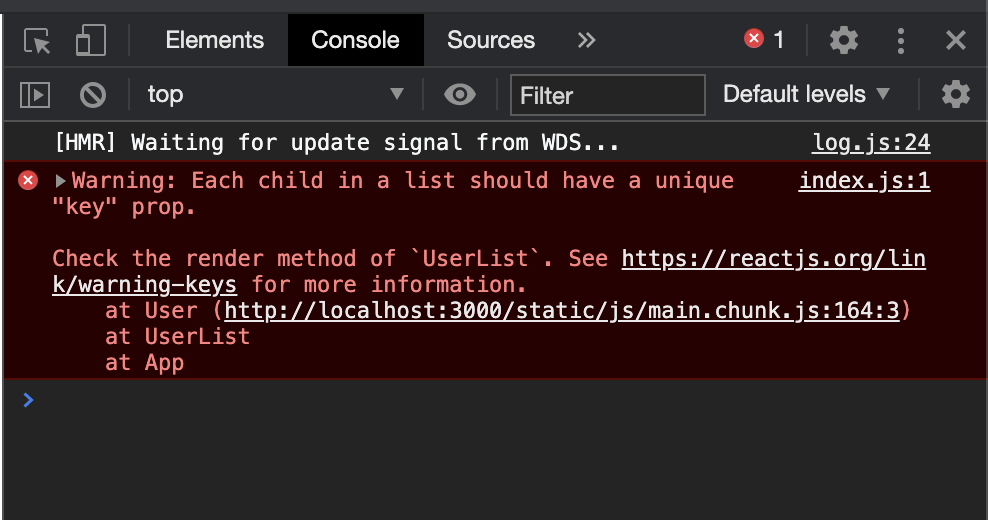 Elements Console Sources 1
top Filter Default levels
[HMR] Waiting for update signal from WDS... log.js:24
Warning: Each child in a list should have a unique index.js:1
"key" prop.
Check the render method of `UserList`. See https://reactjs.org/lin
k/warning-keys for more information.
at User (http://localhost:3000/static/js/main.chunk.js:164:3)
at UserList
at App